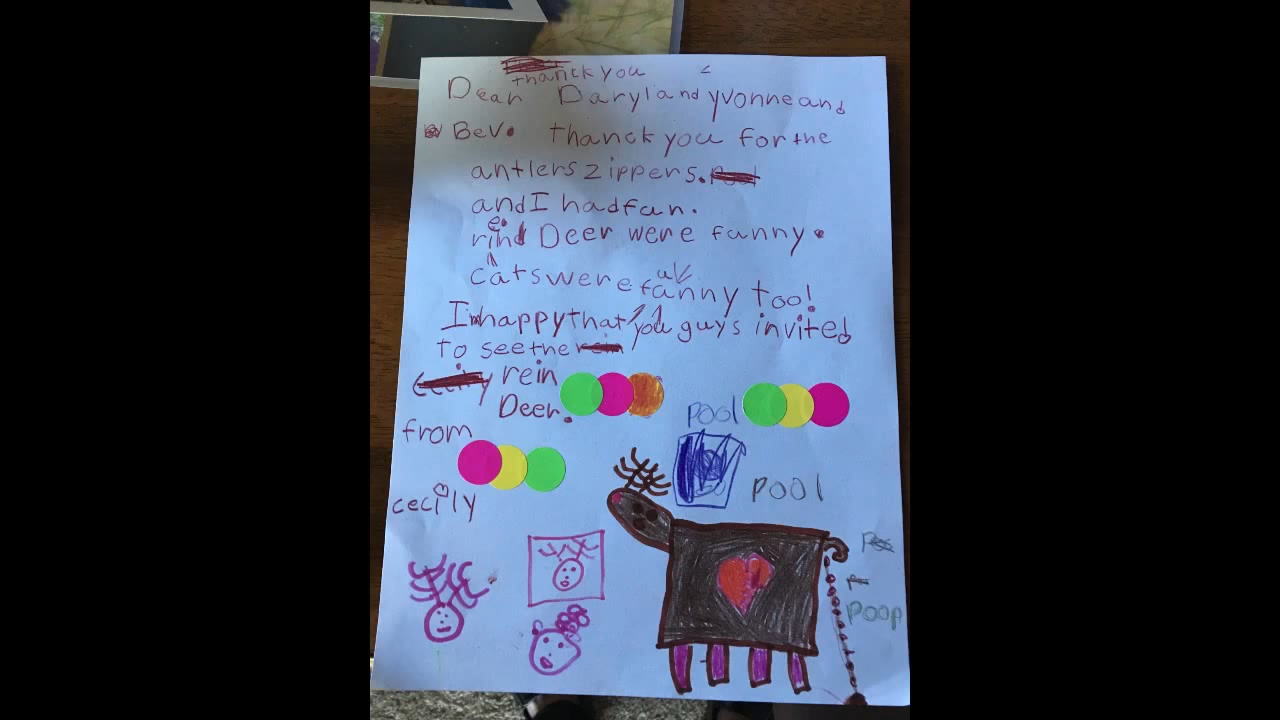 thanck you
Dear Daryl and yvonne and
Bev. thanck you for the
antlers zippers.
and I had fan.
reind Deer were fanny.
cats were fanny too!
Im happy that you guys invited
to see the
rein
Deer.
pool
from
pool
cecily
poop